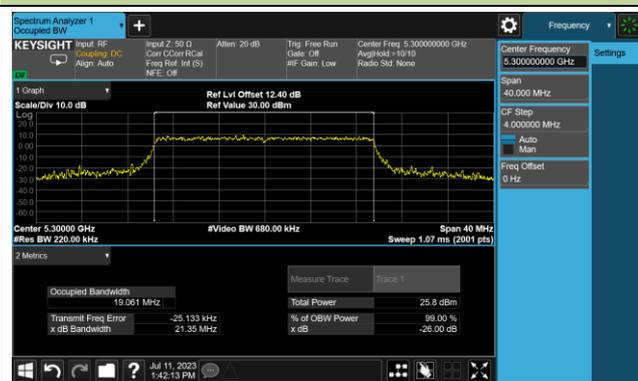 Spectrum Analyzer 1
Occupied BW
Frequency
KEYSIGHT
Input: RF
Coupling: DC
Align: Auto
Input Z: 50 Ω
Corr CCorr RCal
Freq Ref: Int (S)
NFE: Off
Atten: 20 dB
Trig: Free Run
Gate: Off
#IF Gain: Low
Center Freq: 5.300000000 GHz
Avg|Hold:>10/10
Radio Std: None
Center Frequency
5.300000000 GHz
Settings
Span
40.000 MHz
CF Step
4.000000 MHz
Auto
Man
Freq Offset
0 Hz
1 Graph
Scale/Div 10.0 dB
Ref Lvl Offset 12.40 dB
Ref Value 30.00 dBm
Log
20.0
10.0
0.00
-10.0
-20.0
-30.0
-40.0
-50.0
-60.0
Center 5.30000 GHz
#Res BW 220.00 kHz
#Video BW 680.00 kHz
Span 40 MHz
Sweep 1.07 ms (2001 pts)
2 Metrics
Measure Trace
Trace 1
Occupied Bandwidth
19.061 MHz
Total Power
25.8 dBm
Transmit Freq Error
-25.133 kHz
% of OBW Power
99.00 %
x dB Bandwidth
21.35 MHz
x dB
-26.00 dB
Jul 11, 2023
1:42:13 PM